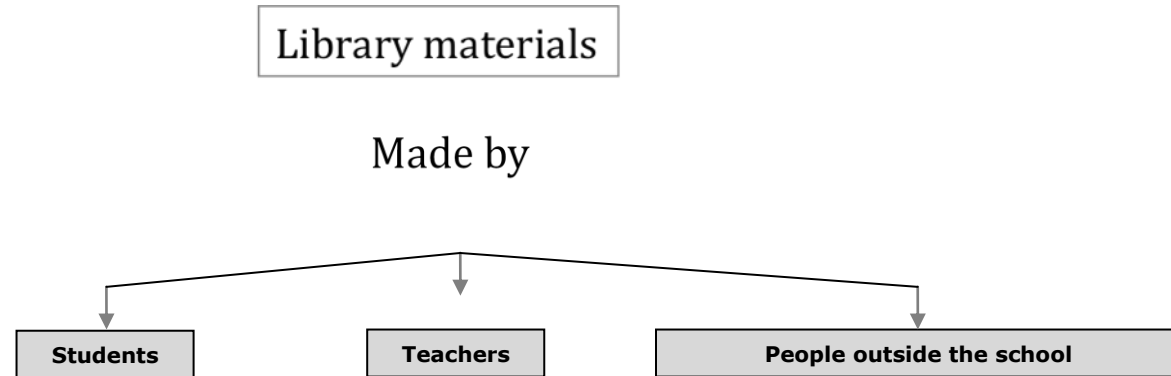 Library materials
Made by
Students
Teachers
People outside the school